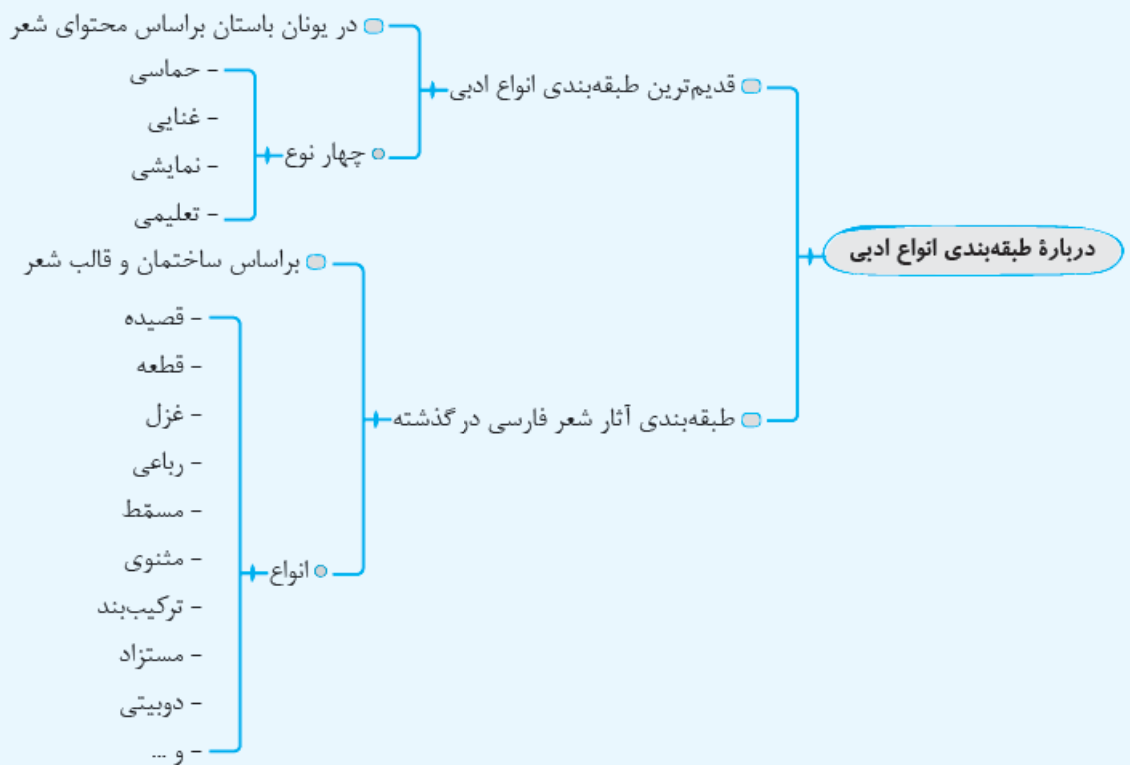 دربارهٔ طبقه‌بندی انواع ادبی
قدیم‌ترین طبقه‌بندی انواع ادبی
در یونان باستان براساس محتوای شعر
چهار نوع
- حماسی
- غنایی
- نمایشی
- تعلیمی
طبقه‌بندی آثار شعر فارسی در گذشته
براساس ساختمان و قالب شعر
انواع
- قصیده
- قطعه
- غزل
- رباعی
- مسمّط
- مثنوی
- ترکیب‌بند
- مستزاد
- دوبیتی
- و ...